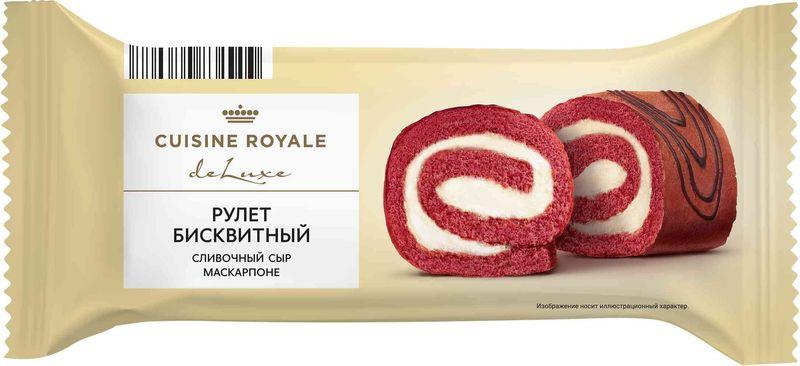 CUISINE ROYALE
deLuxe
РУЛЕТ
БИСКВИТНЫЙ
СЛИВОЧНЫЙ СЫР
МАСКАРПОНЕ
Изображение носит иллюстрационный характер.